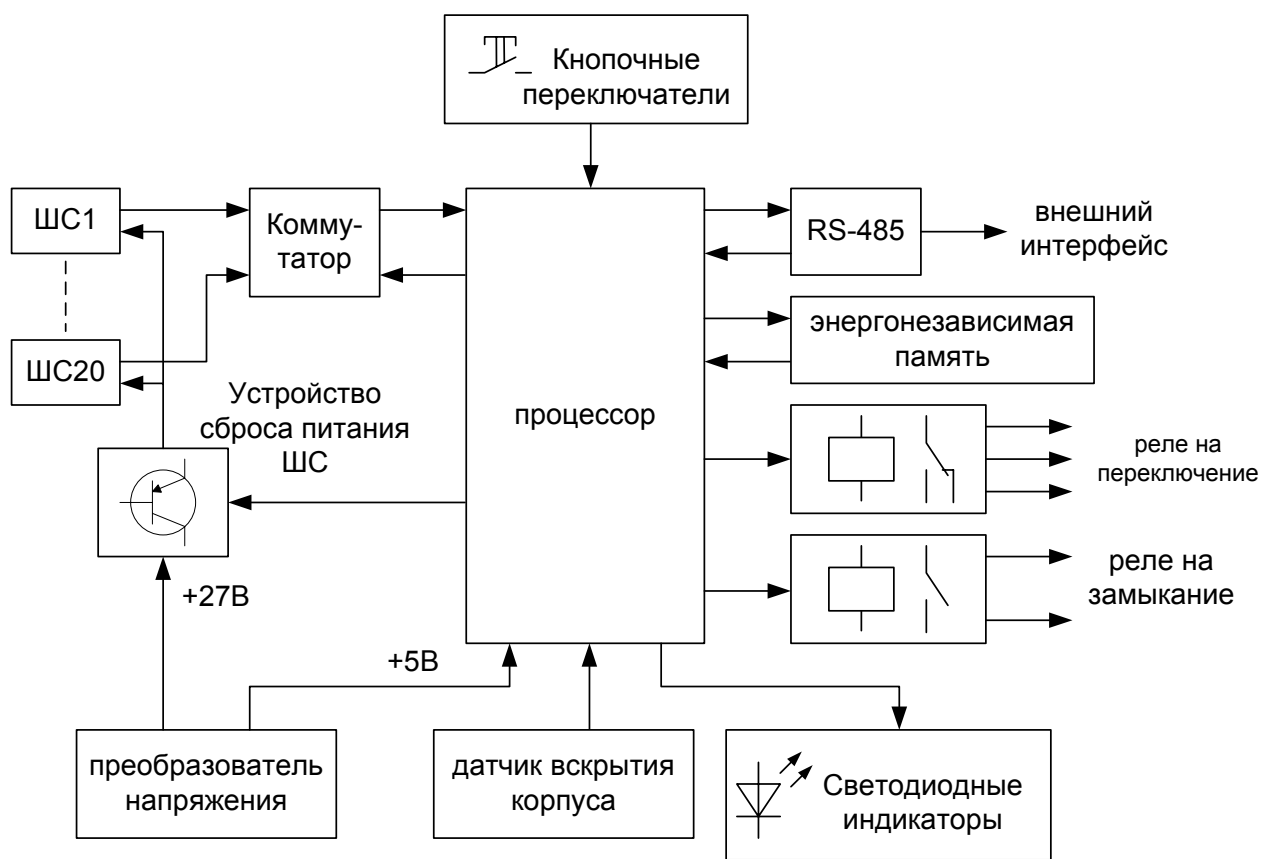 Кнопочные
переключатели
ШС1
Комму-
татор
RS-485
внешний
интерфейс
энергонезависимая
память
ШС20
Устройство
сброса питания
ШС
процессор
реле на
переключение
+27В
реле на
замыкание
+5В
преобразователь
напряжения
датчик вскрытия
корпуса
Светодиодные
индикаторы